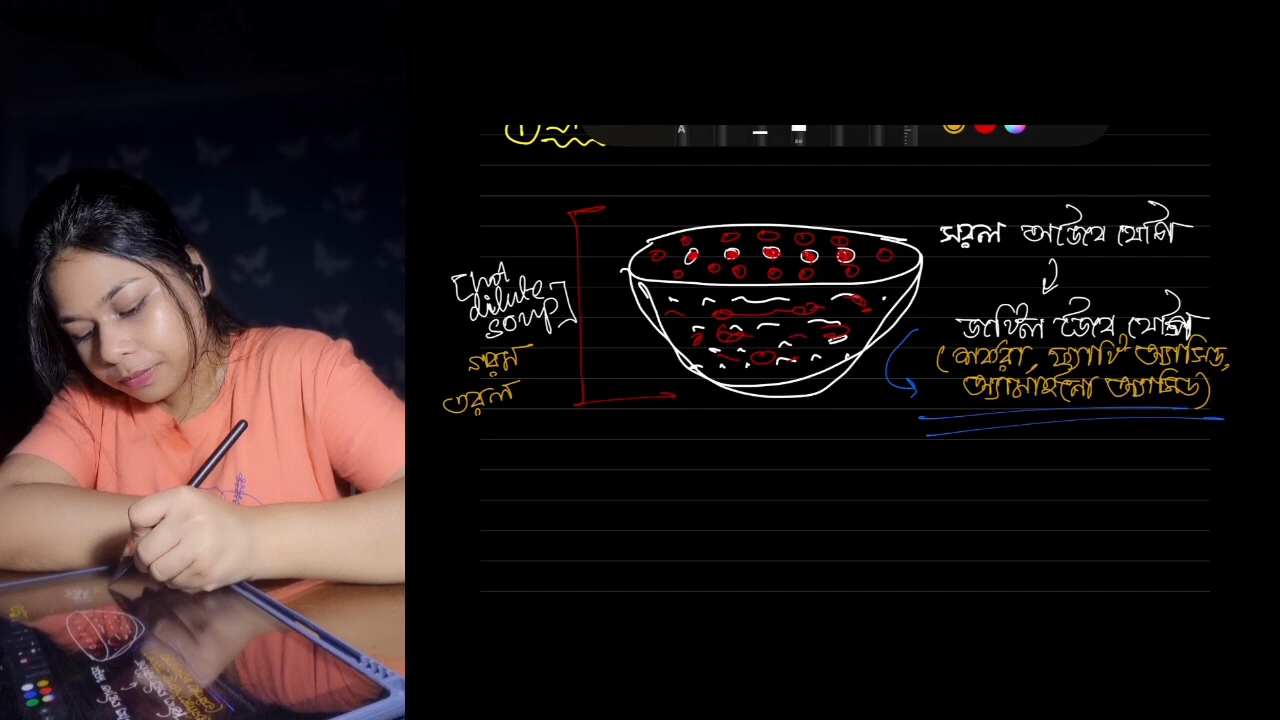 [hot
dilute
soup]
গরম
তরল
সরল অজৈব যৌগ
জটিল জৈব যৌগ
(শর্করা, ফ্যাটি অ্যাসিড,
অ্যামাইনো অ্যাসিড)